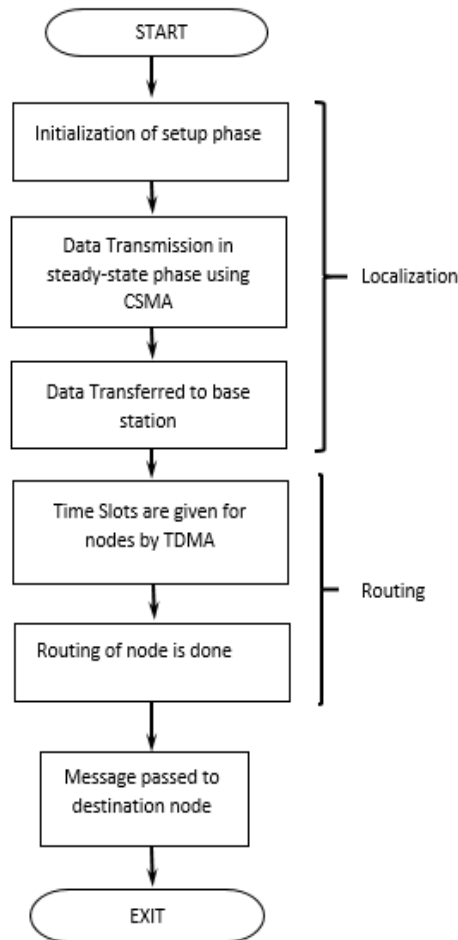 START
Initialization of setup phase
Data Transmission in
steady-state phase using
CSMA
Localization
Data Transferred to base
station
Time Slots are given for
nodes by TDMA
Routing
Routing of node is done
Message passed to
destination node
EXIT